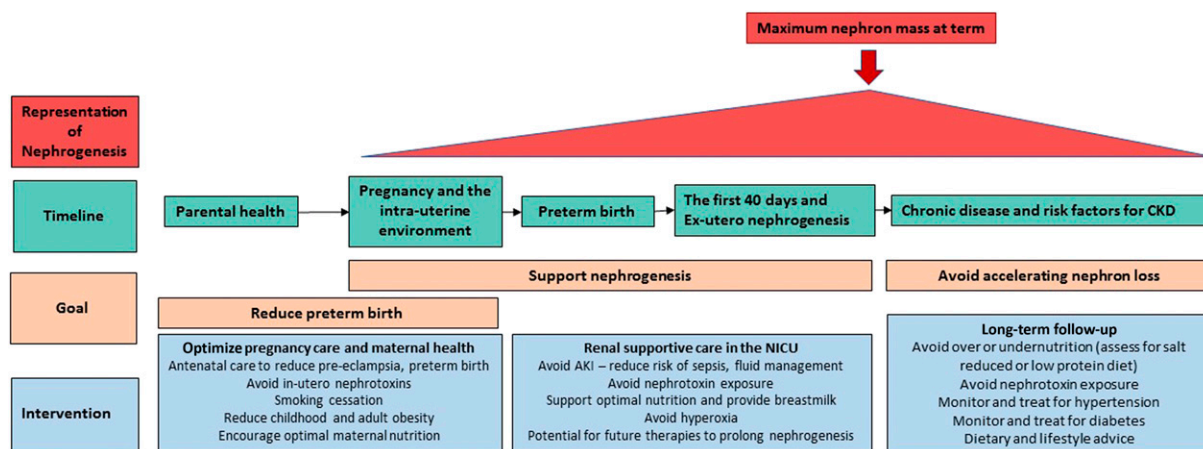 Maximum nephron mass at term
Representation
of
Nephrogenesis
Timeline
Parental health
Pregnancy and the
intra-uterine
environment
Preterm birth
The first 40 days and
Ex-utero nephrogenesis
Chronic disease and risk factors for CKD
Goal
Support nephrogenesis
Avoid accelerating nephron loss
Reduce preterm birth
Intervention
Optimize pregnancy care and maternal health
Antenatal care to reduce pre-eclampsia, preterm birth
Avoid in-utero nephrotoxins
Smoking cessation
Reduce childhood and adult obesity
Encourage optimal maternal nutrition
Renal supportive care in the NICU
Avoid AKI – reduce risk of sepsis, fluid management
Avoid nephrotoxin exposure
Support optimal nutrition and provide breastmilk
Avoid hyperoxia
Potential for future therapies to prolong nephrogenesis
Long-term follow-up
Avoid over or undernutrition (assess for salt
reduced or low protein diet)
Avoid nephrotoxin exposure
Monitor and treat for hypertension
Monitor and treat for diabetes
Dietary and lifestyle advice